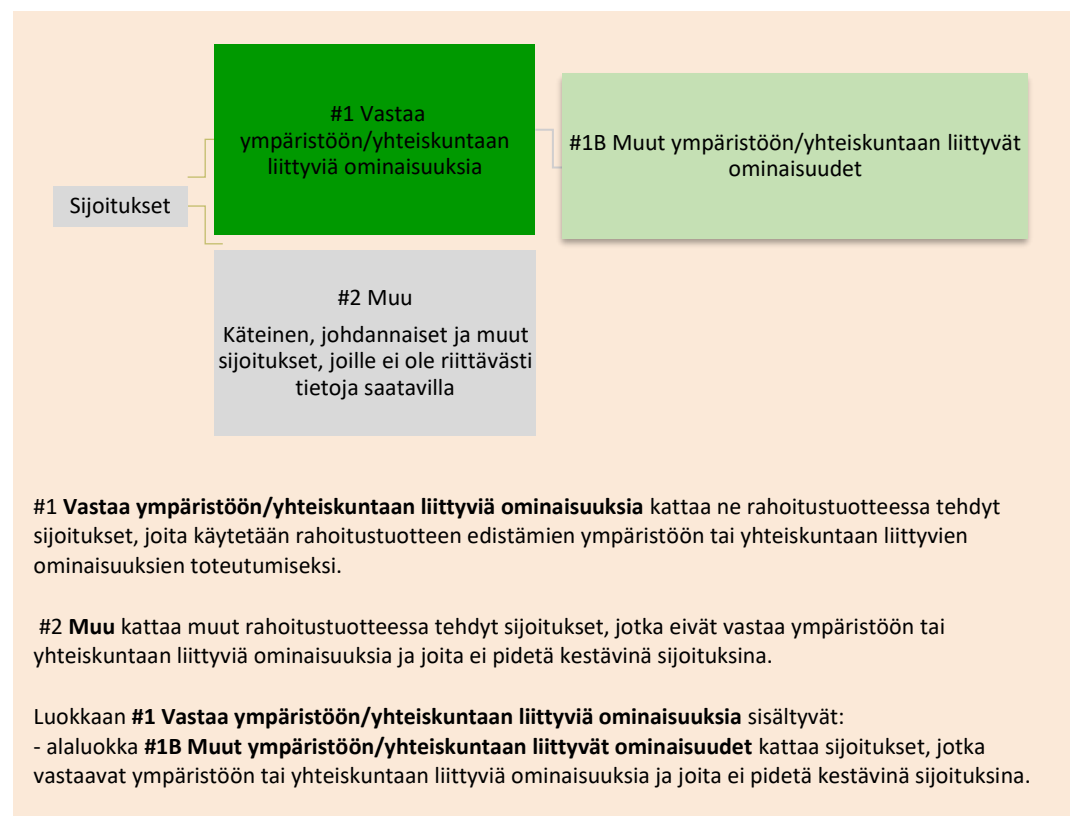 #1 Vastaa
ympäristöön/yhteiskuntaan
liittyviä ominaisuuksia
#1B Muut ympäristöön/yhteiskuntaan liittyvät
ominaisuudet
Sijoitukset
#2 Muu
Käteinen, johdannaiset ja muut
sijoitukset, joille ei ole riittävästi
tietoja saatavilla
#1 Vastaa ympäristöön/yhteiskuntaan liittyviä ominaisuuksia kattaa ne rahoitustuotteessa tehdyt
sijoitukset, joita käytetään rahoitustuotteen edistämien ympäristöön tai yhteiskuntaan liittyvien
ominaisuuksien toteutumiseksi.
#2 Muu kattaa muut rahoitustuotteessa tehdyt sijoitukset, jotka eivät vastaa ympäristöön tai
yhteiskuntaan liittyviä ominaisuuksia ja joita ei pidetä kestävinä sijoituksina.
Luokkaan #1 Vastaa ympäristöön/yhteiskuntaan liittyviä ominaisuuksia sisältyvät:
- alaluokka #1B Muut ympäristöön/yhteiskuntaan liittyvät ominaisuudet kattaa sijoitukset, jotka
vastaavat ympäristöön tai yhteiskuntaan liittyviä ominaisuuksia ja joita ei pidetä kestävinä sijoituksina.